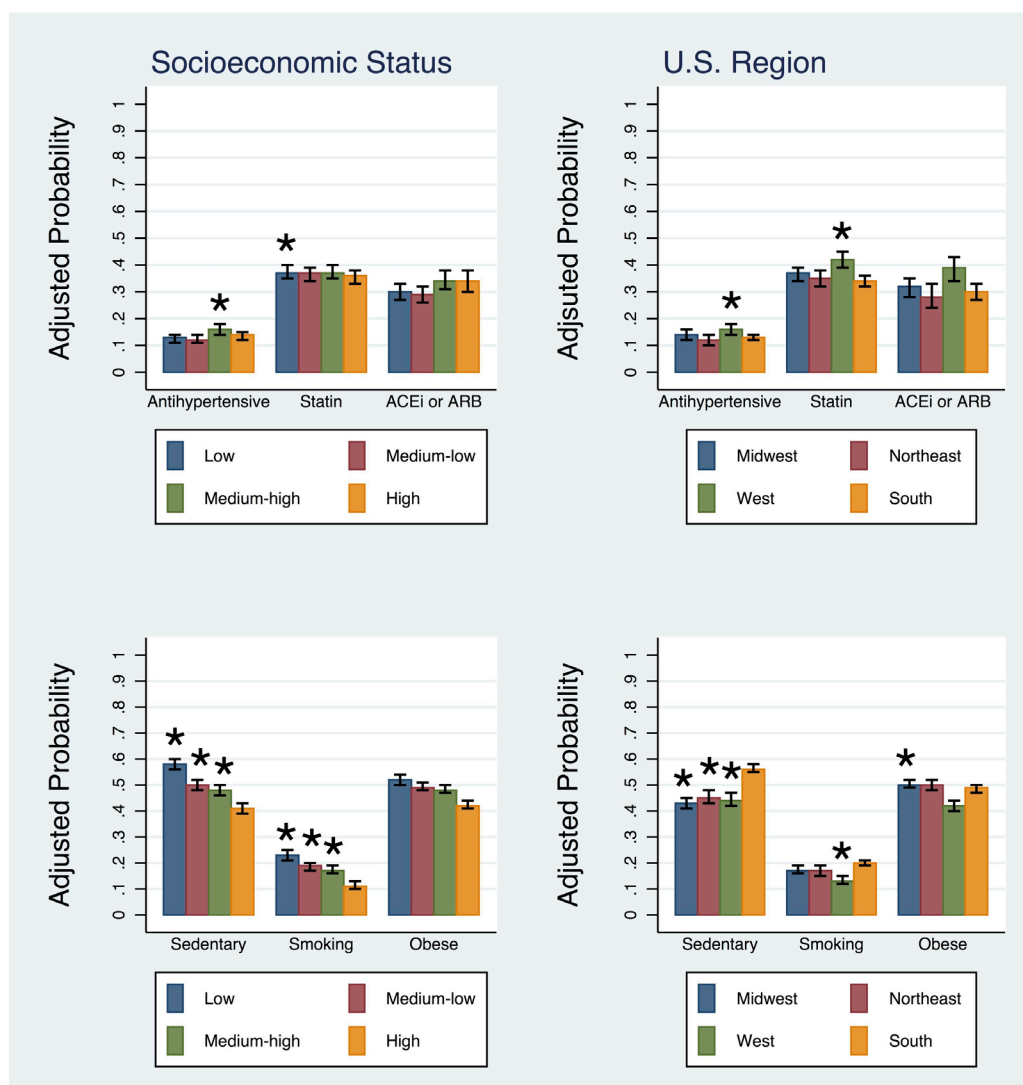 Socioeconomic Status
Adjusted Probability
1
.9
.8
.7
.6
.5
.4
.3
.2
.1
0
*
*
Antihypertensive Statin ACEi or ARB
Low Medium-low
Medium-high High
U.S. Region
Adjsuted Probability
1
.9
.8
.7
.6
.5
.4
.3
.2
.1
0
*
*
Antihypertensive Statin ACEi or ARB
Midwest Northeast
West South
Adjusted Probability
1
.9
.8
.7
.6
.5
.4
.3
.2
.1
0
* * *
* * *
Sedentary Smoking Obese
Low Medium-low
Medium-high High
Adjusted Probability
1
.9
.8
.7
.6
.5
.4
.3
.2
.1
0
* * *
*
*
Sedentary Smoking Obese
Midwest Northeast
West South